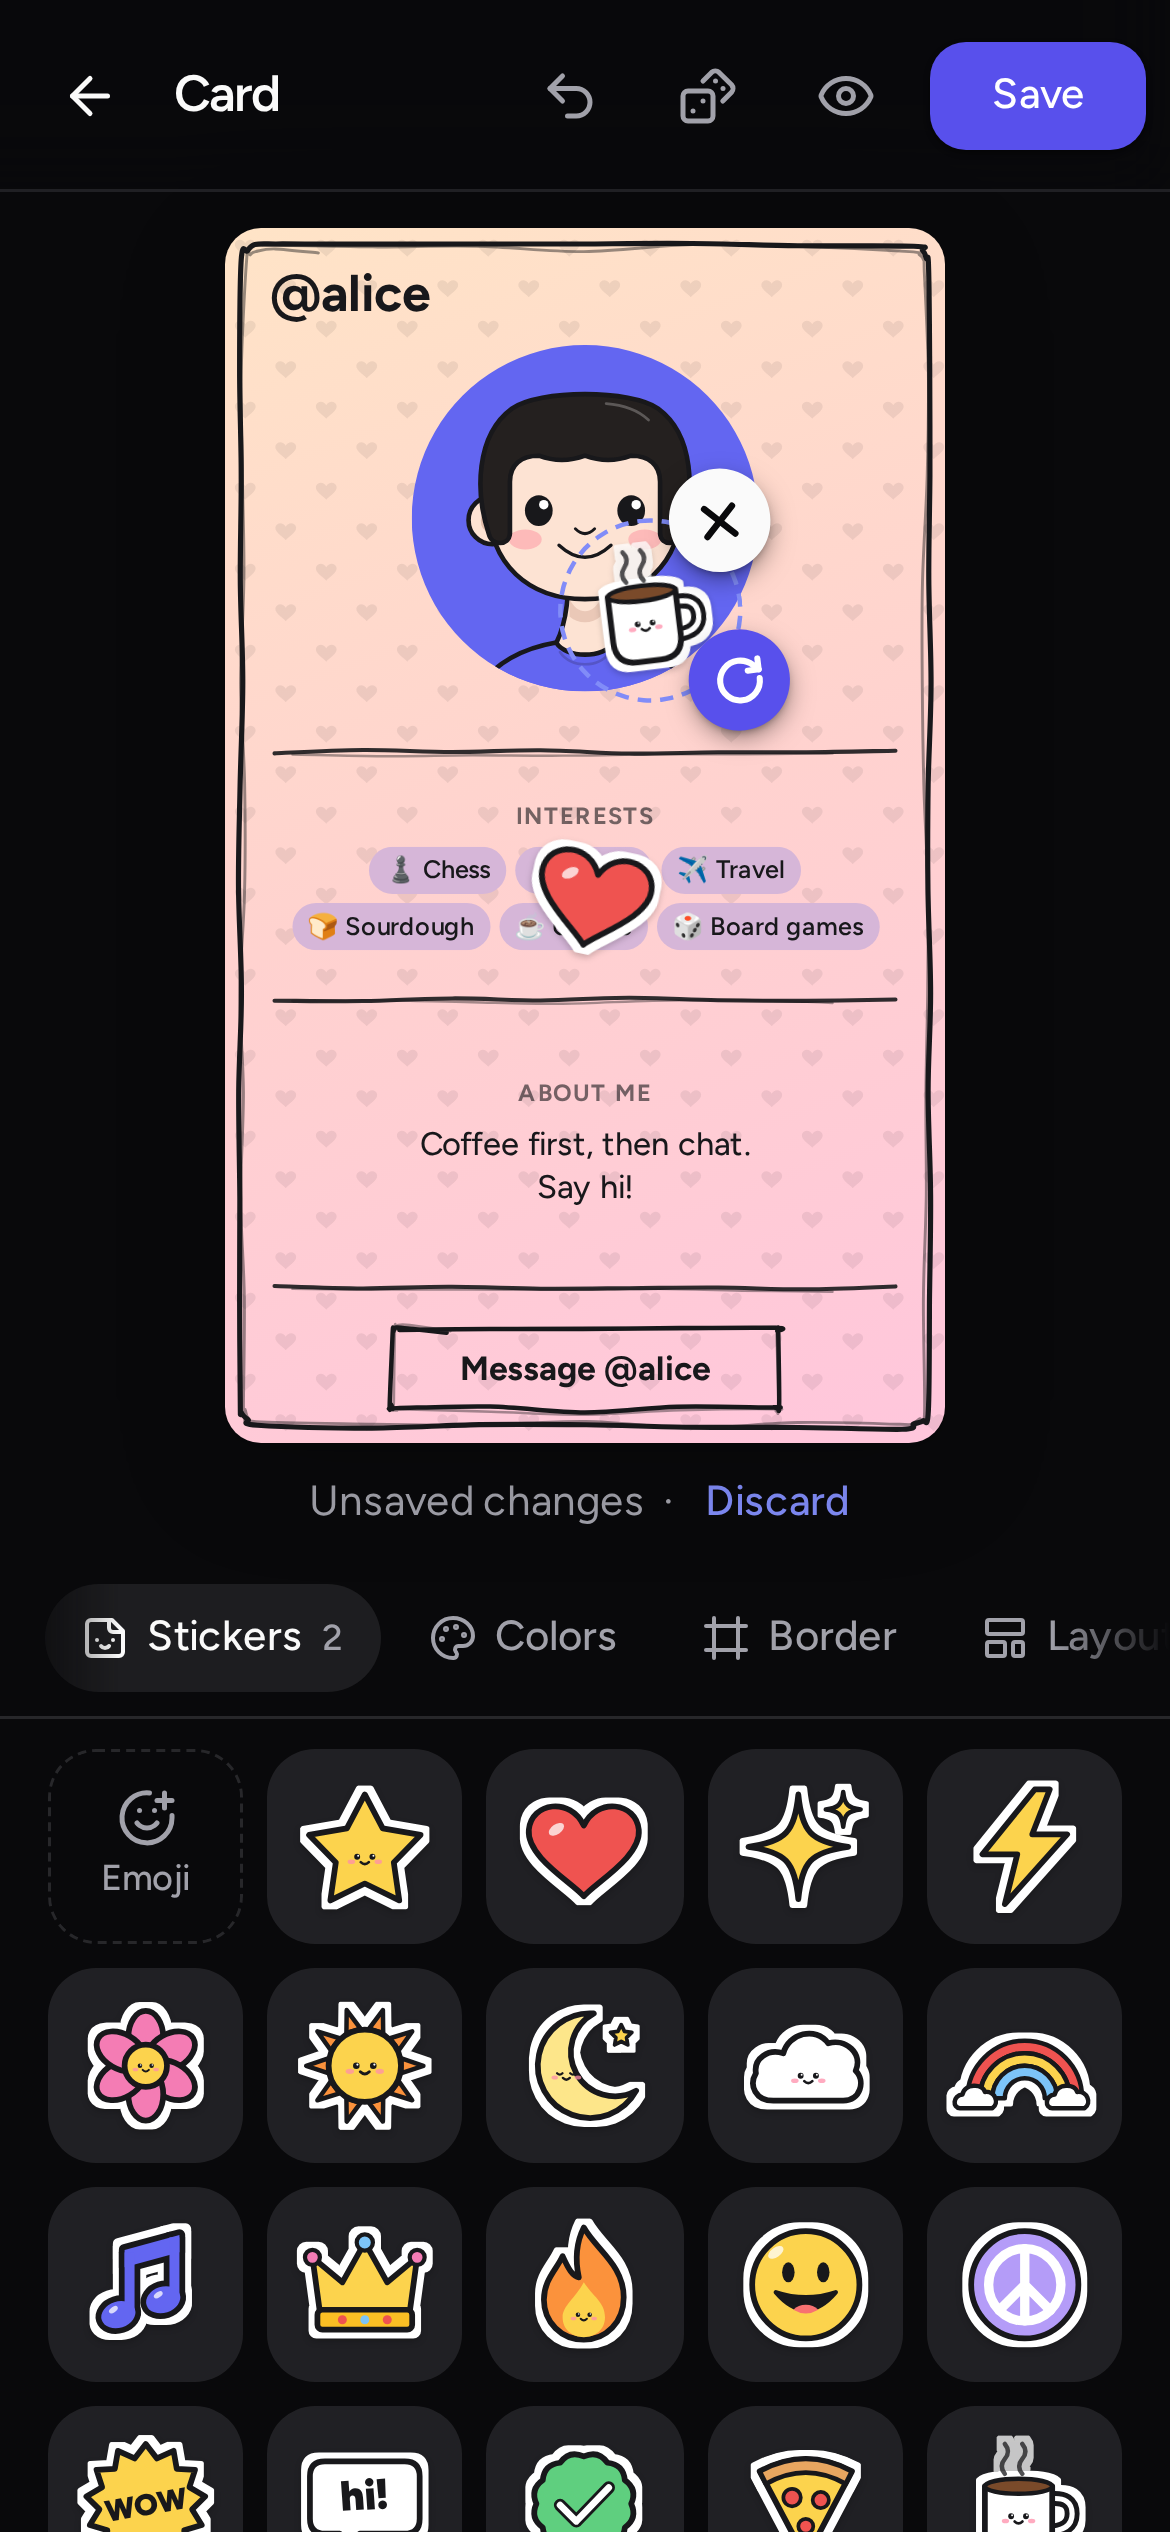 Card
Save
@alice
INTERESTS
Chess
Travel
Sourdough
Board games
ABOUT ME
Coffee first, then chat.
Say hi!
Message @alice
Unsaved changes · Discard
Stickers 2
Colors
Border
Layou
Emoji
WOW
hi!